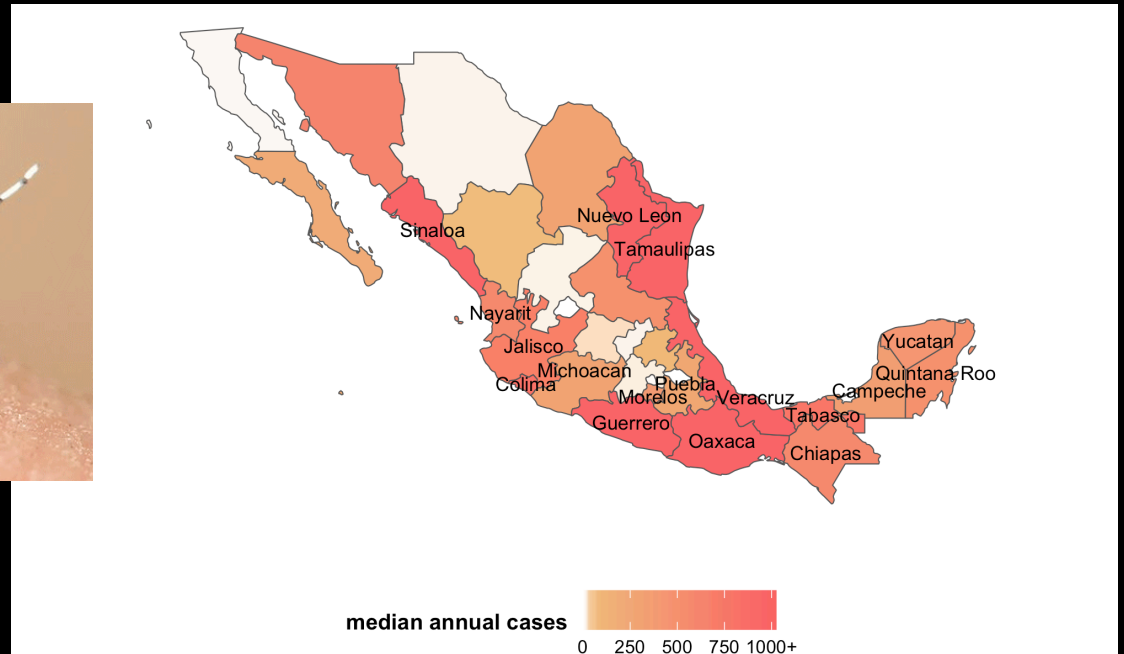 Nuevo Leon
Sinaloa
Tamaulipas
Nayarit
Yucatan
Jalisco
Michoacan
Quintana Roo
Colima
Puebla
Campeche
Morelos
Veracruz
Tabasco
Guerrero
Oaxaca
Chiapas
median annual cases
0 250 500 750 1000+